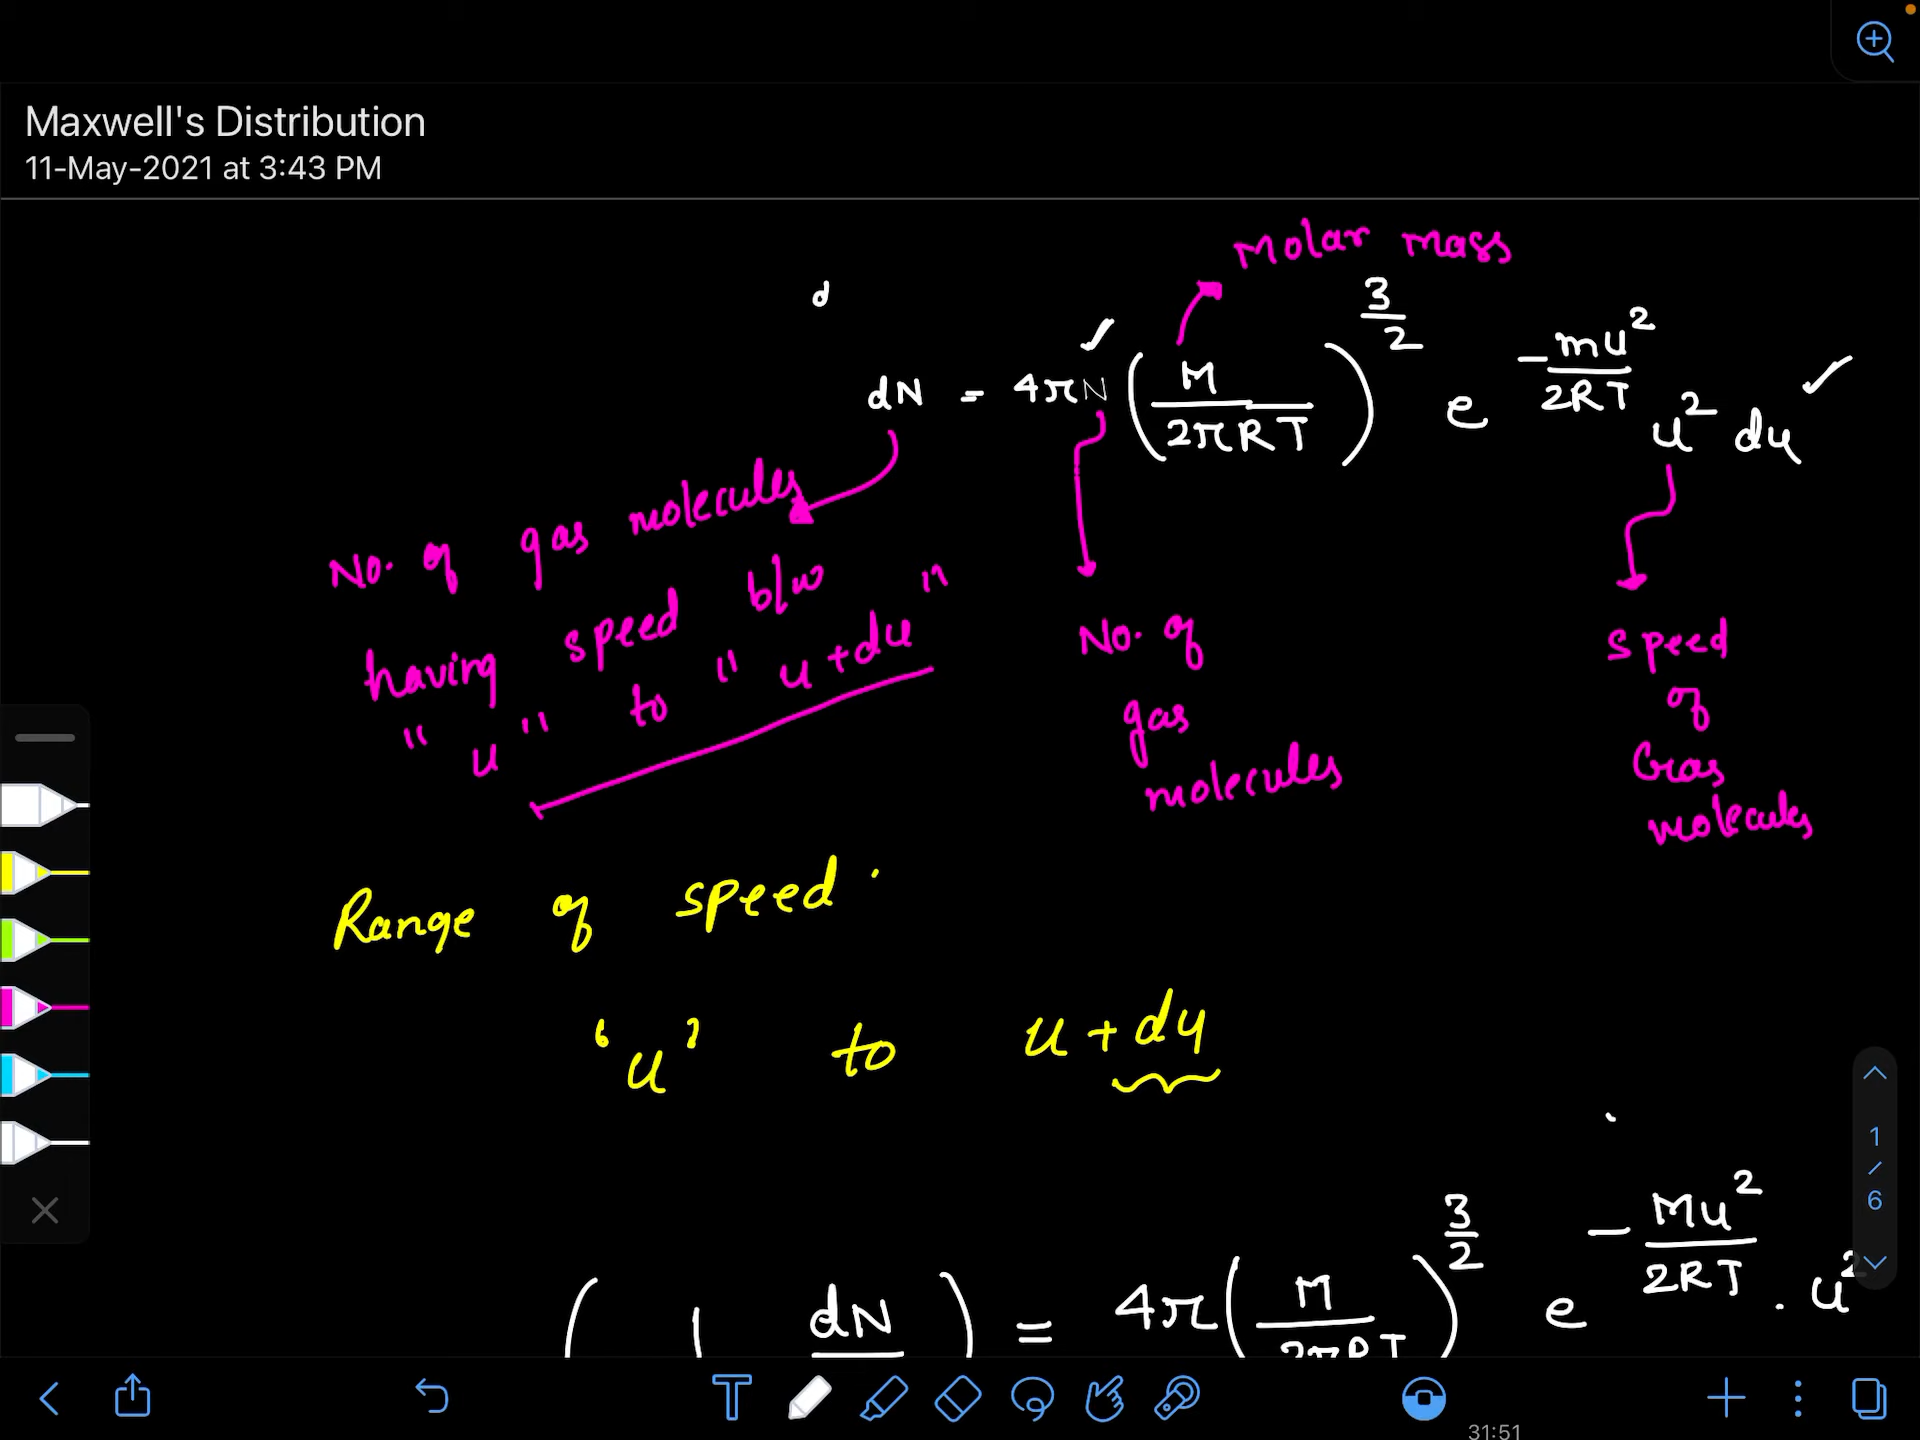 Maxwell's Distribution
11-May-2021 at 3:43 PM
Molar mass
d
dN = 4πN (M/2πRT)^3/2 e^-mu²/2RT u² du
No. of gas molecules
having speed b/w
"u" to "u+du"
No. of
gas
molecules
Speed
of
Gas
molecules
Range of speed.
'u' to u+du
(1 dN) = 4π(M/2πRT)^3/2 e^-Mu²/2RT . u²
1
/
6
31:51